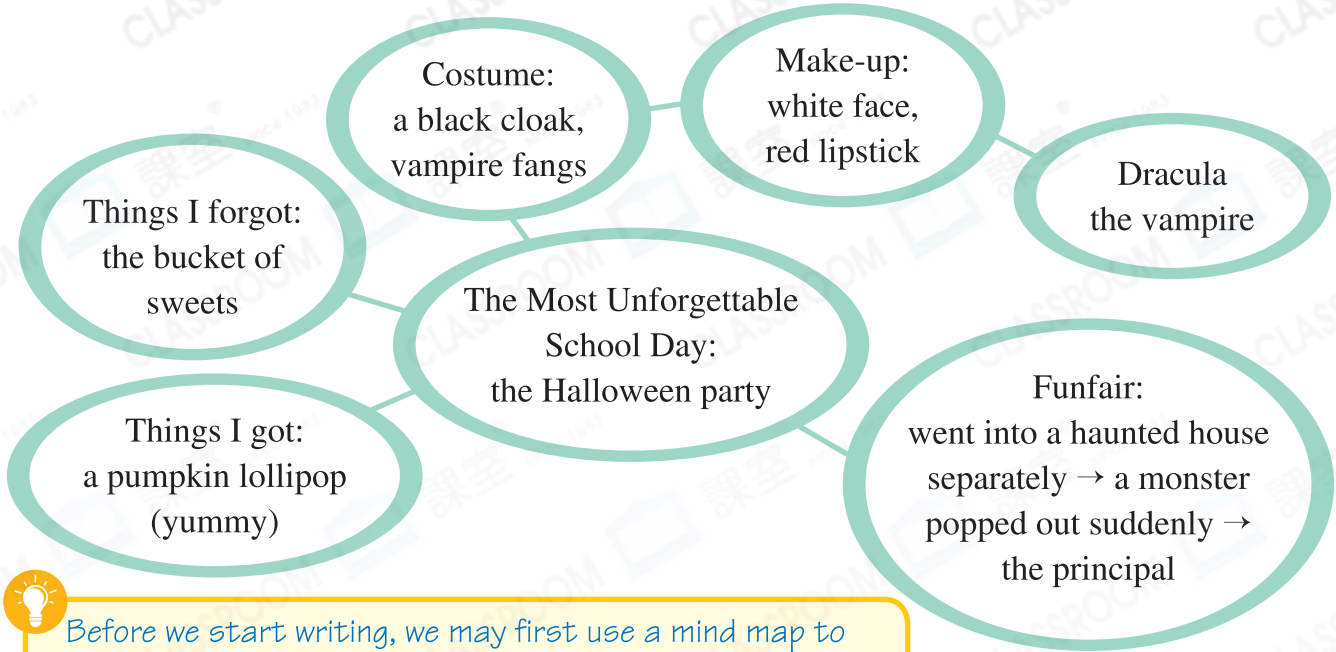 Costume:
a black cloak,
vampire fangs
Make-up:
white face,
red lipstick
Dracula
the vampire
Things I forgot:
the bucket of
sweets
The Most Unforgettable
School Day:
the Halloween party
Things I got:
a pumpkin lollipop
(yummy)
Funfair:
went into a haunted house
separately → a monster
popped out suddenly →
the principal
Before we start writing, we may first use a mind map to